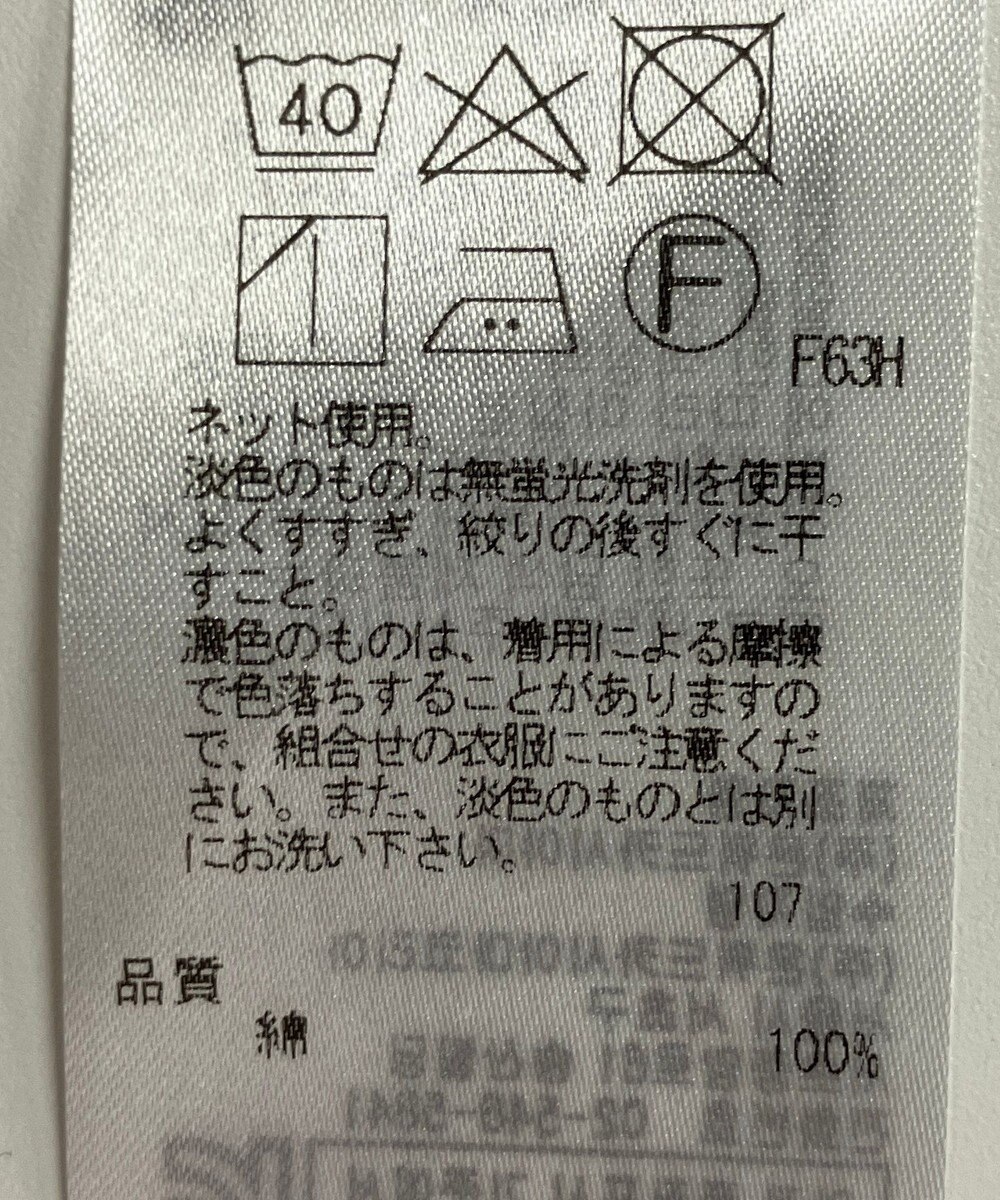 40
F
F63H
ネット使用。
淡色のものは無蛍光洗剤を使用。
よくすすぎ、絞りの後すぐに干
すこと。
濃色のものは、着用による摩擦
で色落ちすることがありますの
で、組合せの衣服にご注意くだ
さい。また、淡色のものとは別
にお洗い下さい。
107
品質
綿 100%